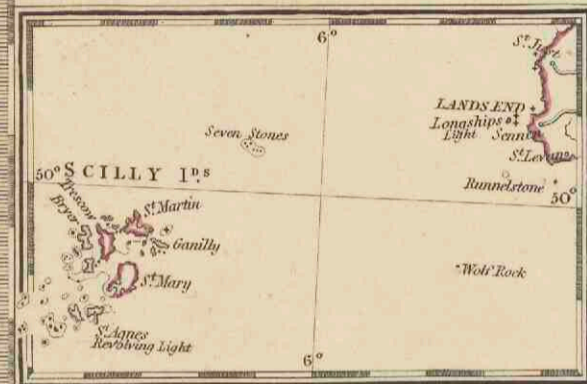 6°
St. Just
LANDS END
Longships
Light
Sennen
St. Levan
Seven Stones
50° SCILLY IDS.
Runnelstone
50°
Trescow
Bryer
St. Martin
Ganilly
Wolf Rock
St. Mary
St. Agnes
Revolving Light
6°